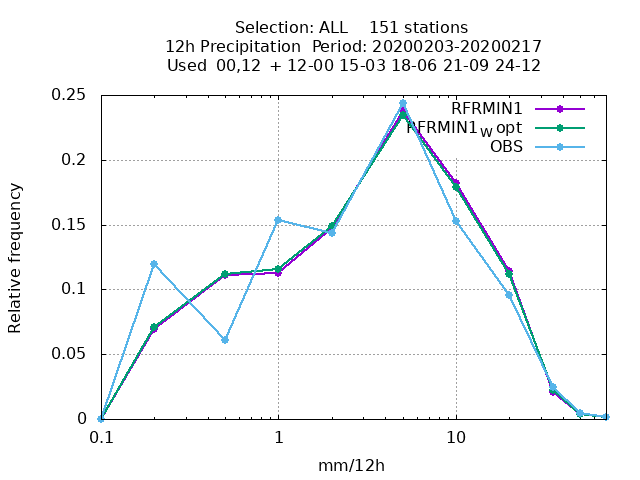 Selection: ALL    151 stations
12h Precipitation  Period: 20200203-20200217
Used  00,12  + 12-00 15-03 18-06 21-09 24-12
0.25
0.2
0.15
0.1
0.05
0
Relative frequency
RFRMIN1
RFRMIN1_w opt
OBS
0.1
1
10
mm/12h